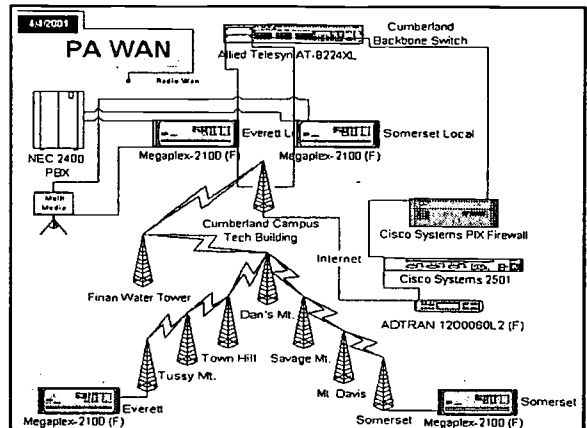 4/4/2001
PA WAN
Radio Wan
Cumberland
Backbone Switch
Allied Telesyn AT-8224XL
NEC 2400
PBX
Everett
Megaplex-2100 (F)
Somerset Local
Megaplex-2100 (F)
Multi
Media
Cumberland Campus
Tech Building
Cisco Systems PIX Firewall
Internet
Cisco Systems 2501
ADTRAN 1200060L2 (F)
Finan Water Tower
Dan's Mt.
Town Hill
Savage Mt.
Tussy Mt.
Mt. Davis
Everett
Megaplex-2100 (F)
Somerset
Somerset
Megaplex-2100 (F)